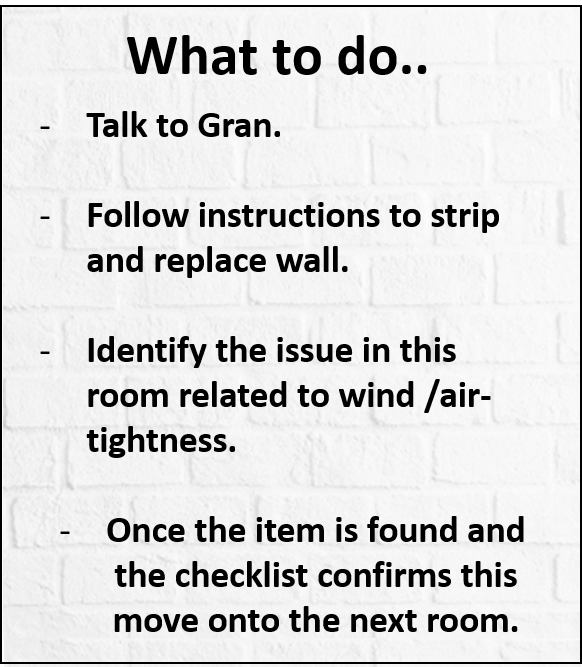 What to do..
- Talk to Gran.
- Follow instructions to strip
and replace wall.
- Identify the issue in this
room related to wind /air-
tightness.
- Once the item is found and
the checklist confirms this
move onto the next room.